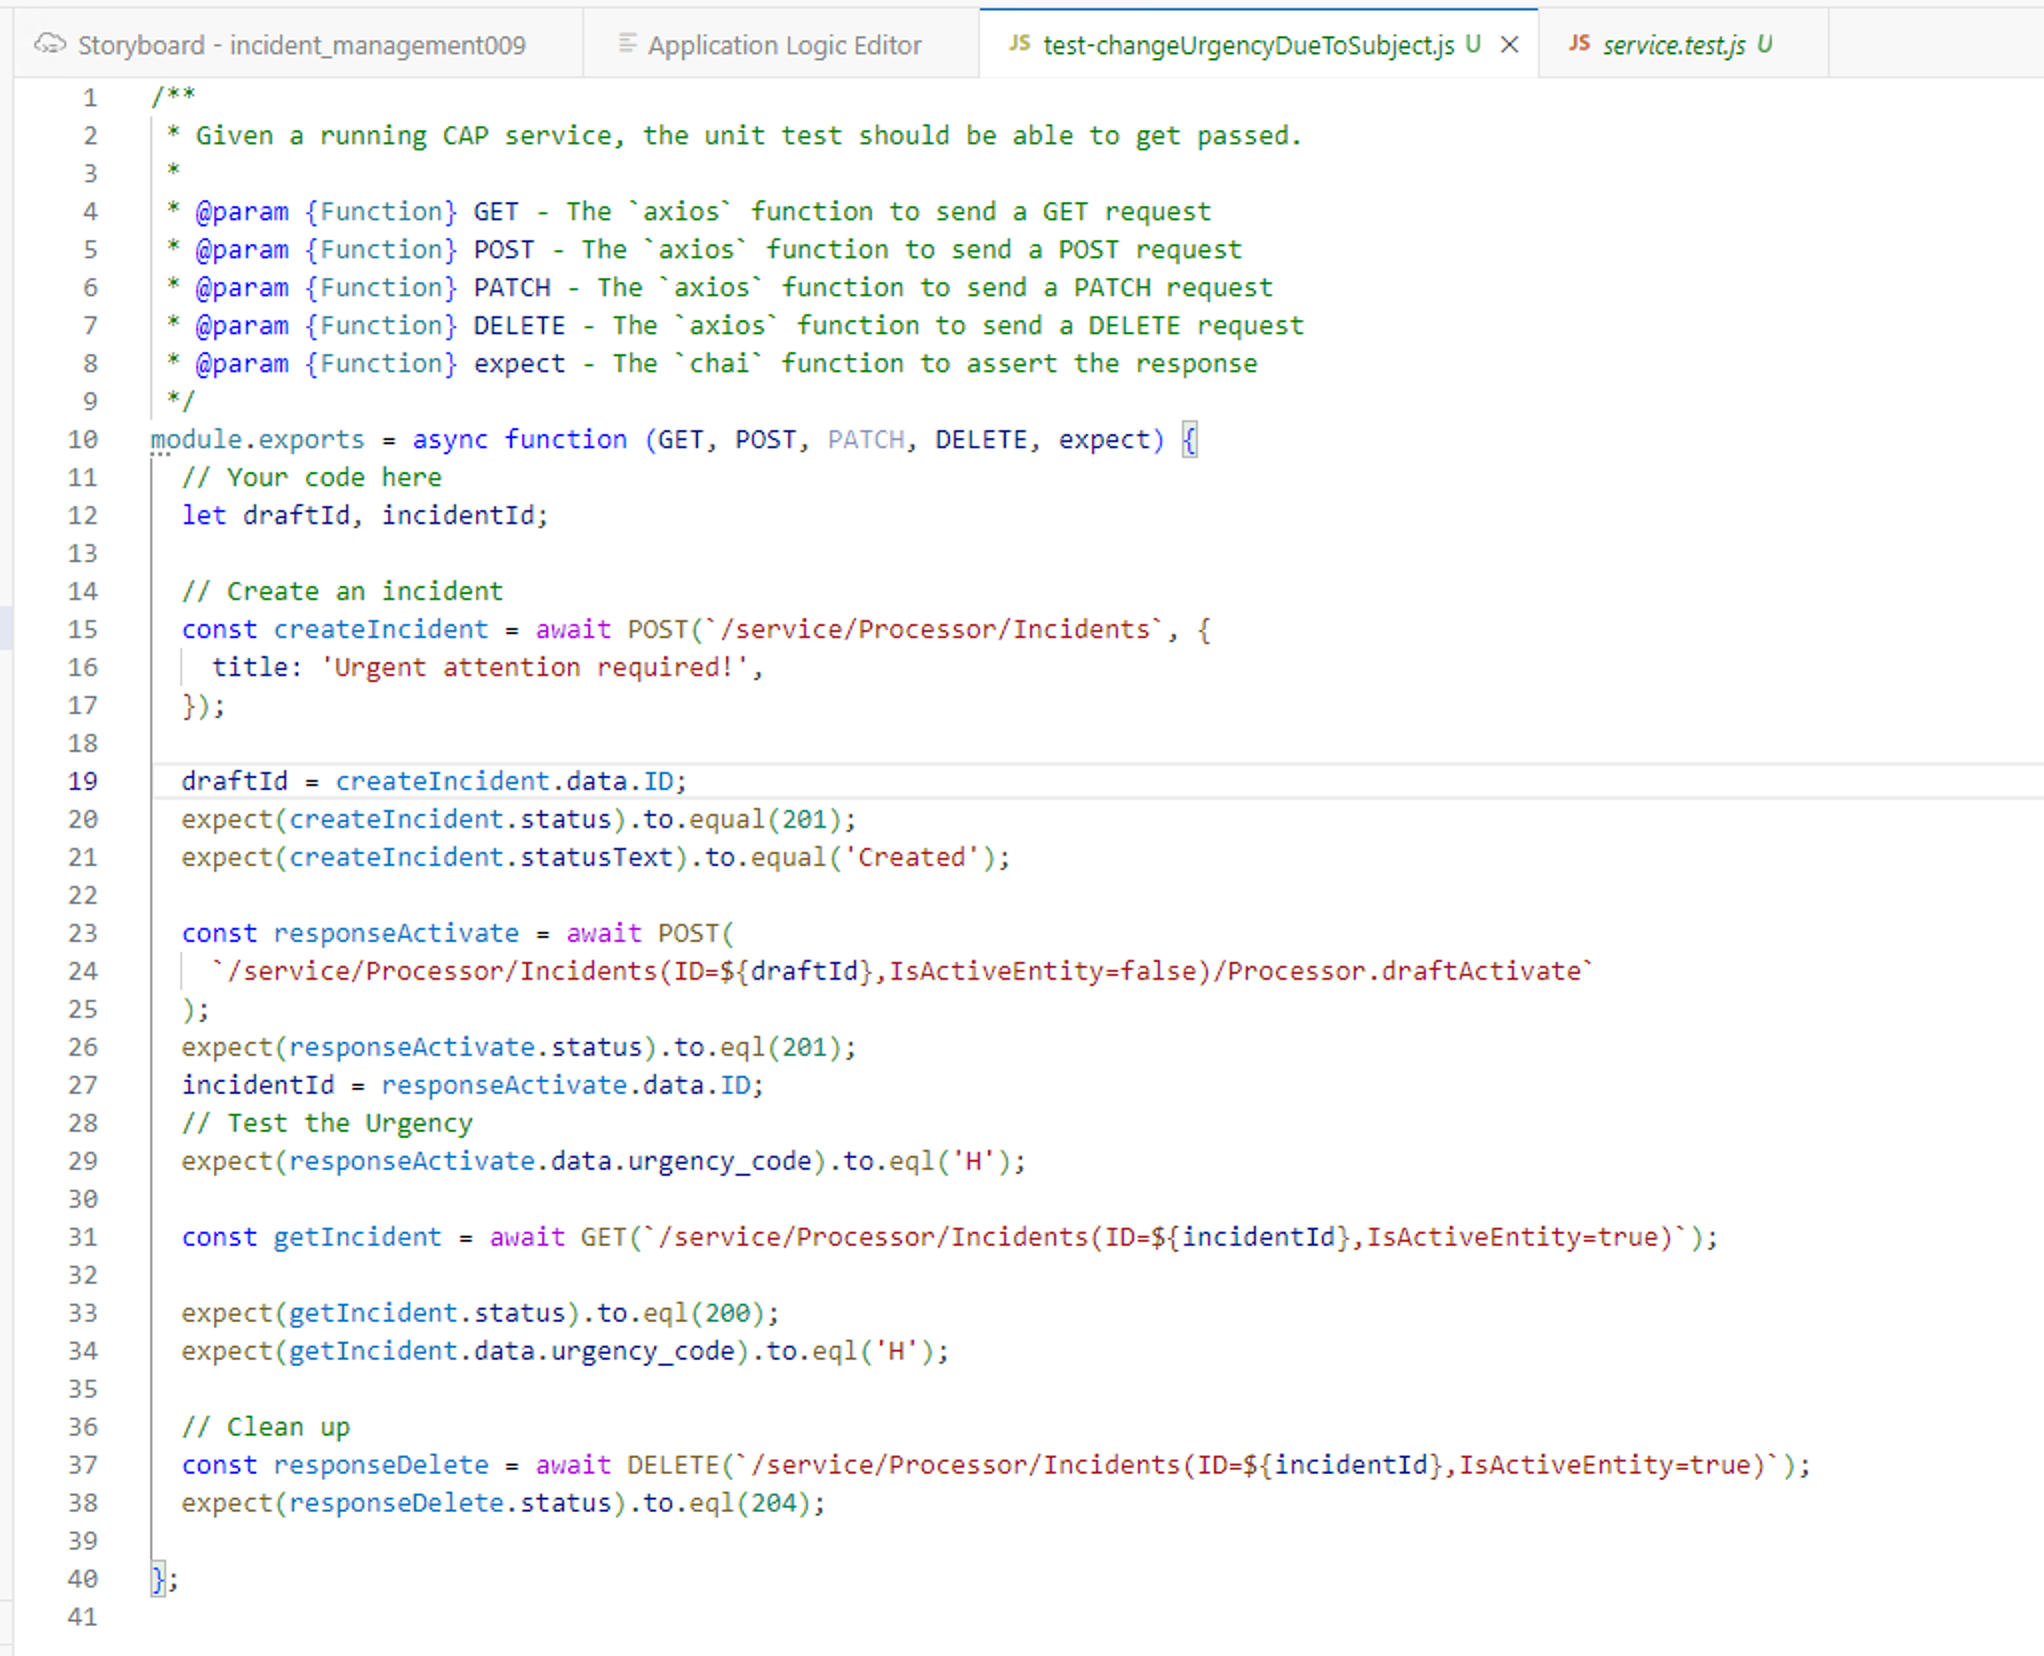 Storyboard - incident_management009
Application Logic Editor
JS test-changeUrgencyDueToSubject.js U
JS service.test.js U
1 /**
2  * Given a running CAP service, the unit test should be able to get passed.
3  *
4  * @param {Function} GET - The `axios` function to send a GET request
5  * @param {Function} POST - The `axios` function to send a POST request
6  * @param {Function} PATCH - The `axios` function to send a PATCH request
7  * @param {Function} DELETE - The `axios` function to send a DELETE request
8  * @param {Function} expect - The `chai` function to assert the response
9  */
10 module.exports = async function (GET, POST, PATCH, DELETE, expect) {
11   // Your code here
12   let draftId, incidentId;
13
14   // Create an incident
15   const createIncident = await POST(`/service/Processor/Incidents`, {
16     title: 'Urgent attention required!',
17   });
18
19   draftId = createIncident.data.ID;
20   expect(createIncident.status).to.equal(201);
21   expect(createIncident.statusText).to.equal('Created');
22
23   const responseActivate = await POST(
24     `/service/Processor/Incidents(ID=${draftId},IsActiveEntity=false)/Processor.draftActivate`
25   );
26   expect(responseActivate.status).to.eql(201);
27   incidentId = responseActivate.data.ID;
28   // Test the Urgency
29   expect(responseActivate.data.urgency_code).to.eql('H');
30
31   const getIncident = await GET(`/service/Processor/Incidents(ID=${incidentId},IsActiveEntity=true)`);
32
33   expect(getIncident.status).to.eql(200);
34   expect(getIncident.data.urgency_code).to.eql('H');
35
36   // Clean up
37   const responseDelete = await DELETE(`/service/Processor/Incidents(ID=${incidentId},IsActiveEntity=true)`);
38   expect(responseDelete.status).to.eql(204);
39
40 };
41